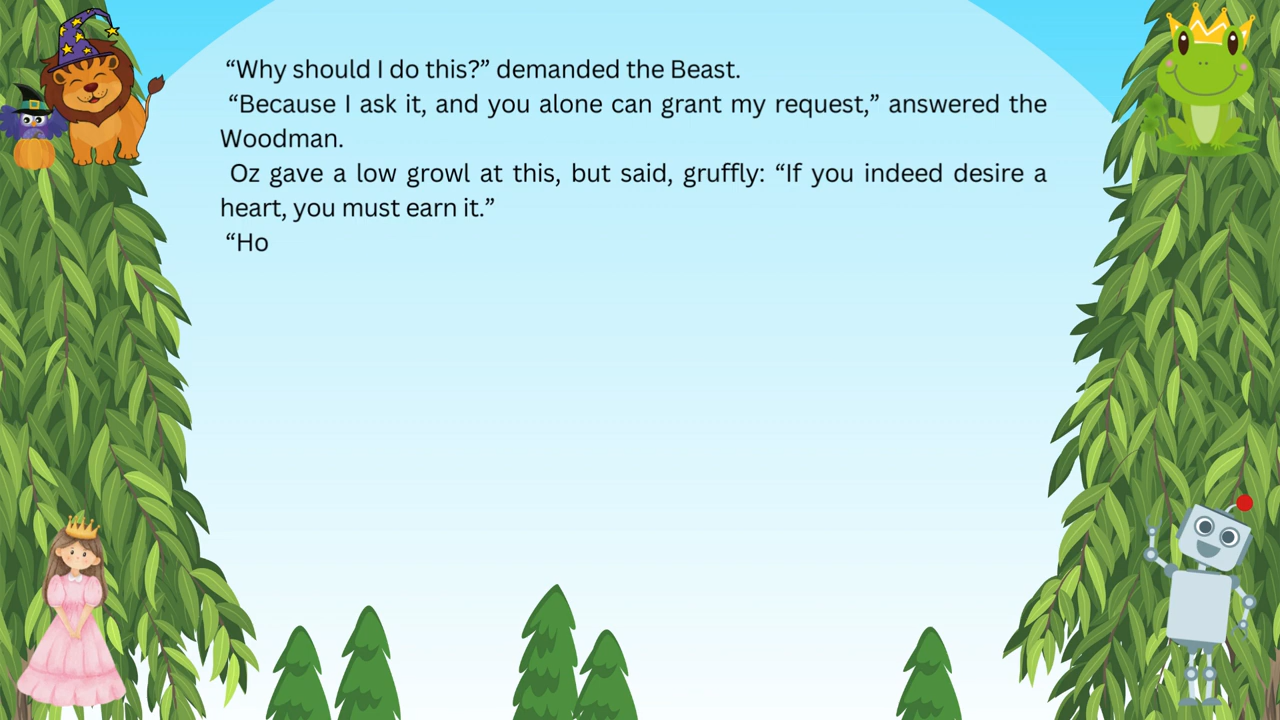 “Why should I do this?” demanded the Beast.
“Because I ask it, and you alone can grant my request,” answered the
Woodman.
Oz gave a low growl at this, but said, gruffly: “If you indeed desire a
heart, you must earn it.”
“Ho